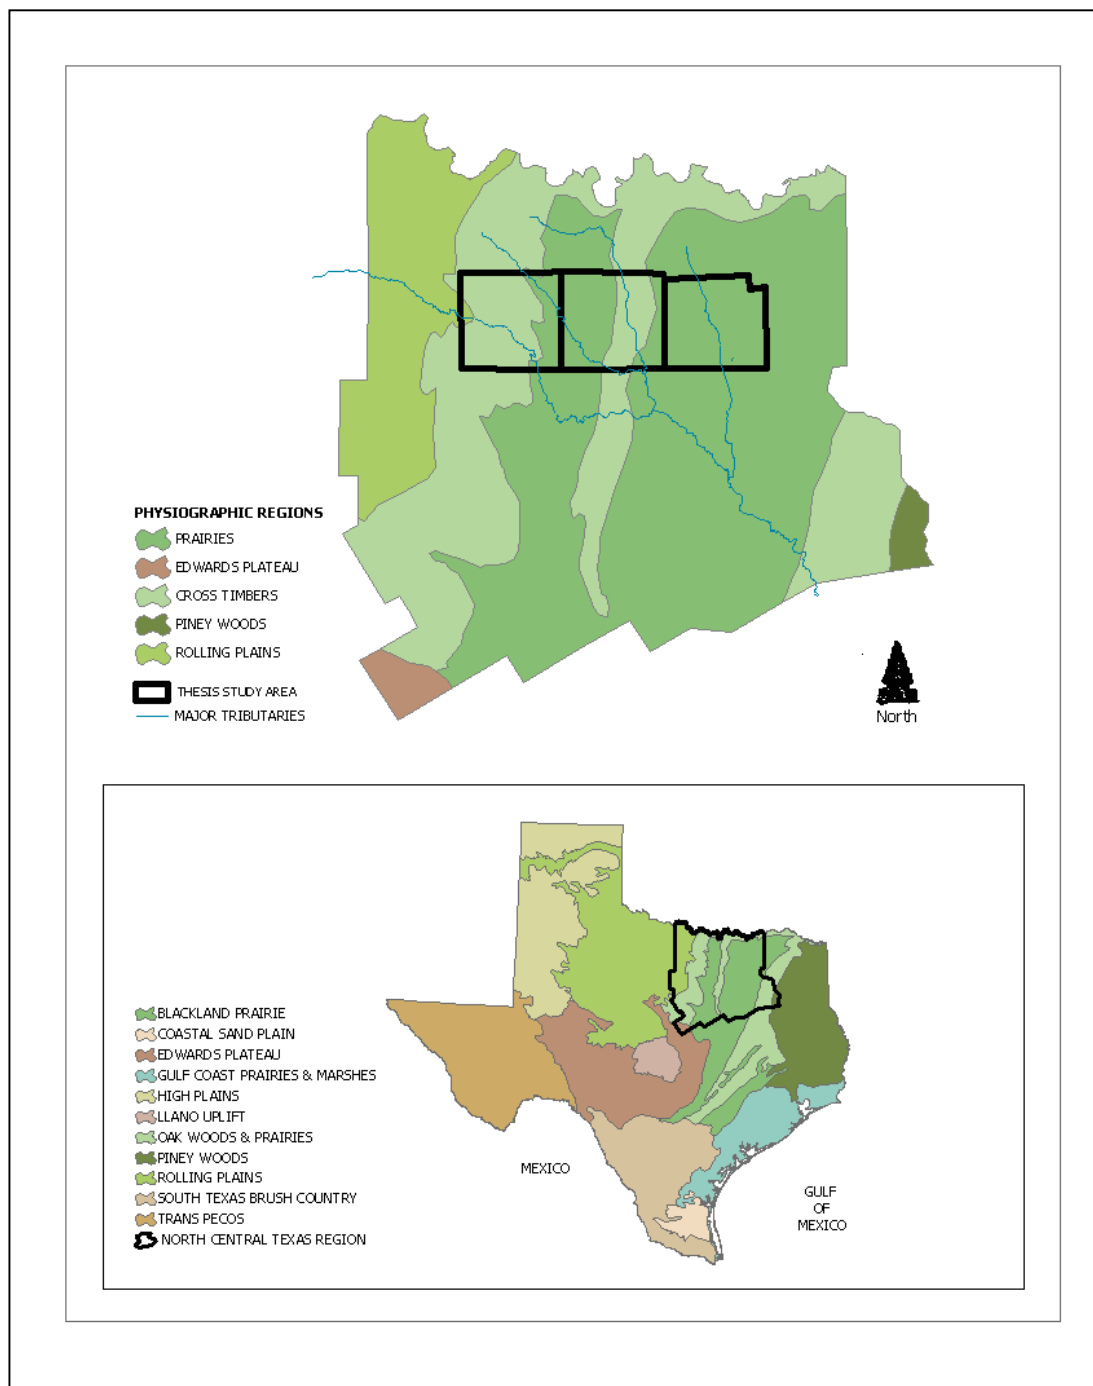 PHYSIOGRAPHIC REGIONS
PRAIRIES
EDWARDS PLATEAU
CROSS TIMBERS
PINEY WOODS
ROLLING PLAINS
THESIS STUDY AREA
MAJOR TRIBUTARIES
North
BLACKLAND PRAIRIE
COASTAL SAND PLAIN
EDWARDS PLATEAU
GULF COAST PRAIRIES & MARSHES
HIGH PLAINS
LLANO UPLIFT
OAK WOODS & PRAIRIES
PINEY WOODS
ROLLING PLAINS
SOUTH TEXAS BRUSH COUNTRY
TRANS PECOS
NORTH CENTRAL TEXAS REGION
MEXICO
GULF
OF
MEXICO